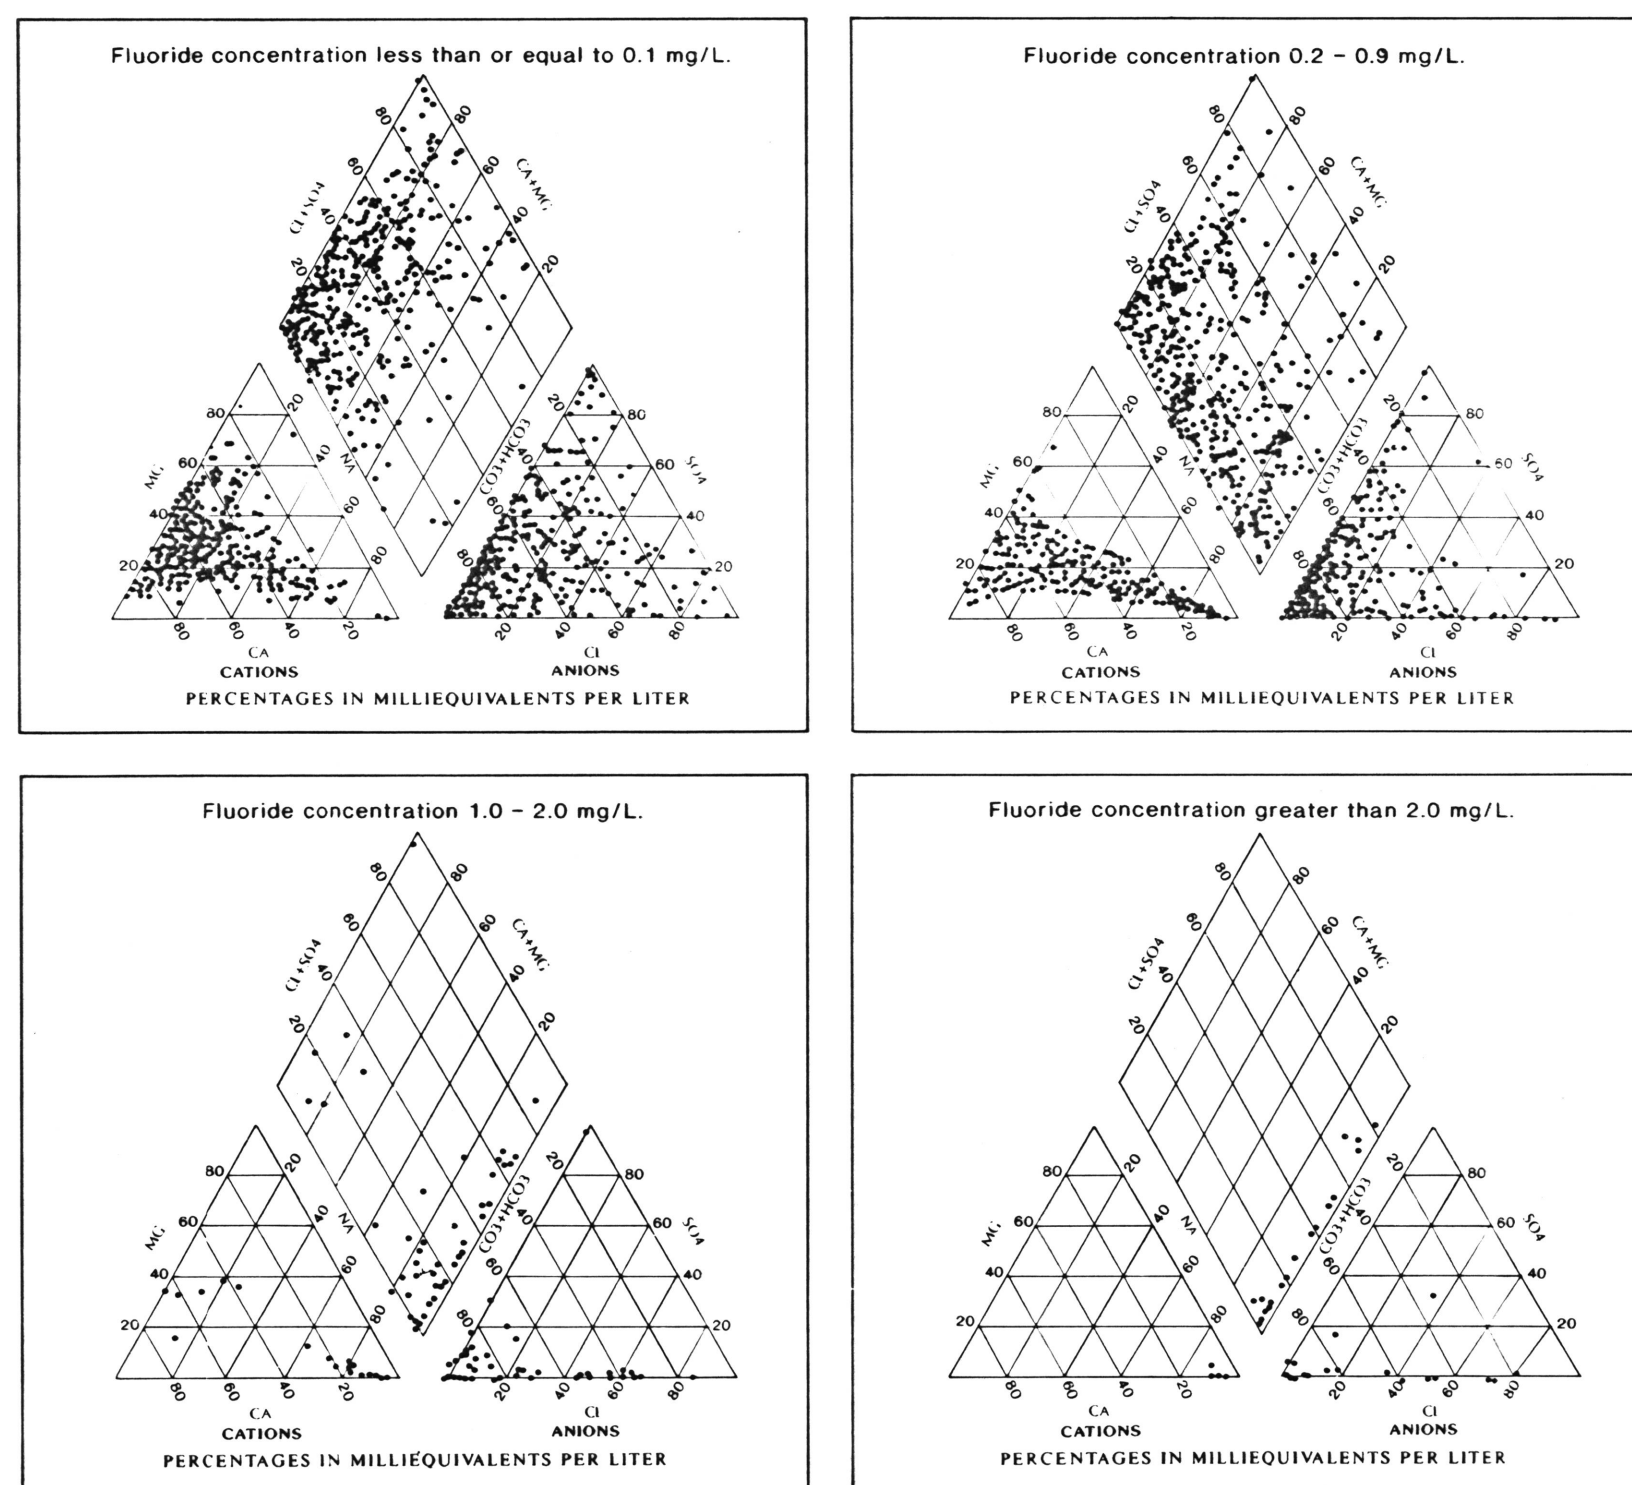 Fluoride concentration less than or equal to 0.1 mg/L.
80 80
60 60
CL+SO4 CA+MG
40 40
20 20
80 20 20 80
MG 60 40 NA CO3+HCO3 40 60 SO4
40 60 60 40
20 80 80 20
80 60 40 20 20 40 60 80
CA Cl
CATIONS ANIONS
PERCENTAGES IN MILLIEQUIVALENTS PER LITER
Fluoride concentration 0.2 – 0.9 mg/L.
80 80
60 60
CL+SO4 CA+MG
40 40
20 20
80 20 20 80
MG 60 40 NA CO3+HCO3 40 60 SO4
40 60 60 40
20 80 80 20
80 60 40 20 20 40 60 80
CA Cl
CATIONS ANIONS
PERCENTAGES IN MILLIEQUIVALENTS PER LITER
Fluoride concentration 1.0 – 2.0 mg/L.
80 80
60 60
CL+SO4 CA+MG
40 40
20 20
80 20 20 80
MG 60 40 NA CO3+HCO3 40 60 SO4
40 60 60 40
20 80 80 20
80 60 40 20 20 40 60 80
CA Cl
CATIONS ANIONS
PERCENTAGES IN MILLIEQUIVALENTS PER LITER
Fluoride concentration greater than 2.0 mg/L.
80 80
60 60
CL+SO4 CA+MG
40 40
20 20
80 20 20 80
MG 60 40 NA CO3+HCO3 40 60 SO4
40 60 60 40
20 80 80 20
80 60 40 20 20 40 60 80
CA Cl
CATIONS ANIONS
PERCENTAGES IN MILLIEQUIVALENTS PER LITER